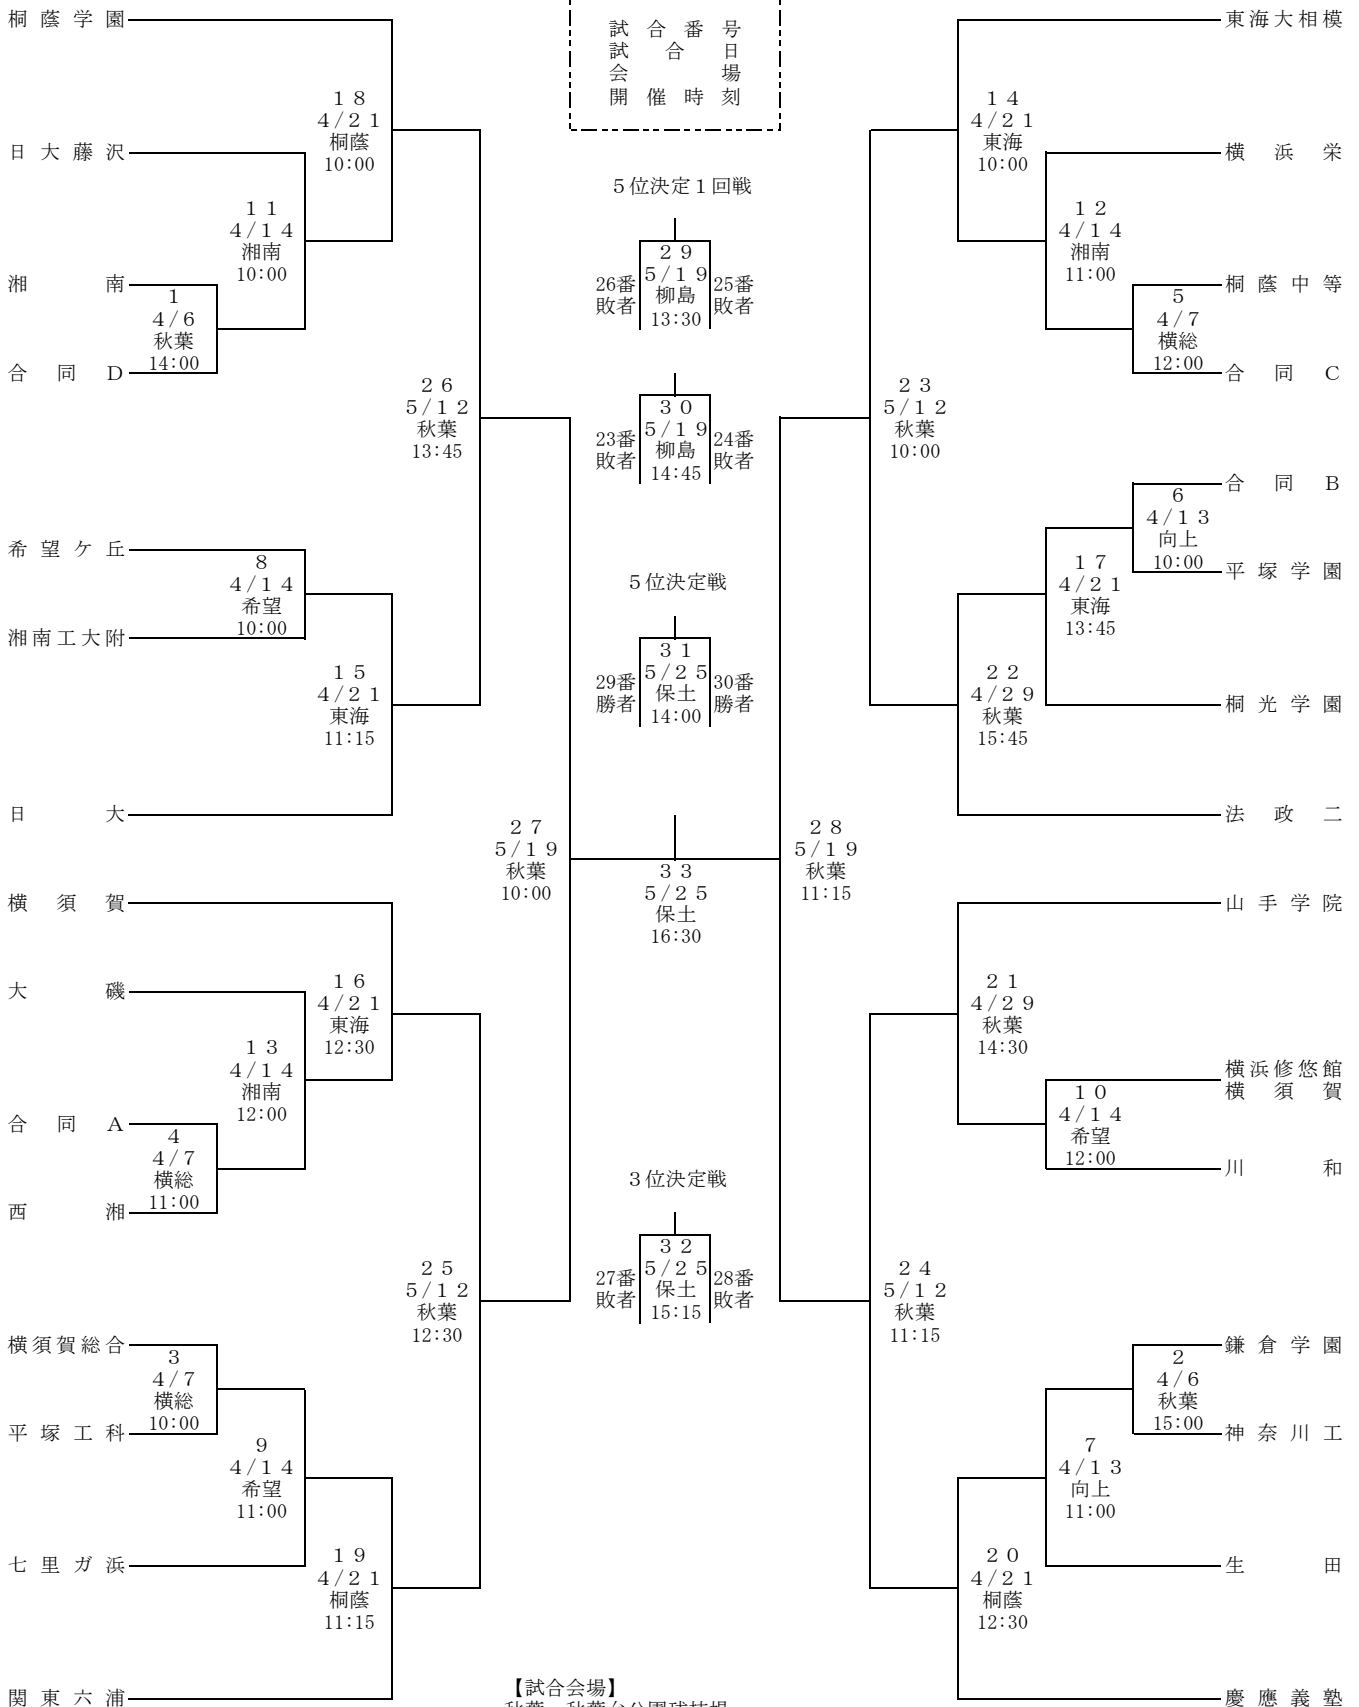 試合番号
試合日
会場
開催時刻
桐蔭学園
18
4/21
桐蔭
10:00
日大藤沢
11
4/14
湘南
10:00
湘南
1
4/6
秋葉
14:00
合同D
26
5/12
秋葉
13:45
希望ケ丘
8
4/14
希望
10:00
湘南工大附
15
4/21
東海
11:15
日大
27
5/19
秋葉
10:00
横須賀
16
4/21
東海
12:30
大磯
13
4/14
湘南
12:00
合同A
4
4/7
横総
11:00
西湘
25
5/12
秋葉
12:30
横須賀総合
3
4/7
横総
10:00
平塚工科
9
4/14
希望
11:00
七里ガ浜
19
4/21
桐蔭
11:15
関東六浦
5位決定1回戦
26番
敗者
29
5/19
柳島
13:30
25番
敗者
23番
敗者
30
5/19
柳島
14:45
24番
敗者
5位決定戦
29番
勝者
31
5/25
保土
14:00
30番
勝者
33
5/25
保土
16:30
3位決定戦
27番
敗者
32
5/25
保土
15:15
28番
敗者
【試合会場】
東海大相模
14
4/21
東海
10:00
横浜栄
12
4/14
湘南
11:00
桐蔭中等
5
4/7
横総
12:00
合同C
23
5/12
秋葉
10:00
合同B
6
4/13
向上
10:00
平塚学園
17
4/21
東海
13:45
桐光学園
22
4/29
秋葉
15:45
法政二
28
5/19
秋葉
11:15
山手学院
21
4/29
秋葉
14:30
横浜修悠館
横須賀
10
4/14
希望
12:00
川和
24
5/12
秋葉
11:15
鎌倉学園
2
4/6
秋葉
15:00
神奈川工
7
4/13
向上
11:00
生田
20
4/21
桐蔭
12:30
慶應義塾